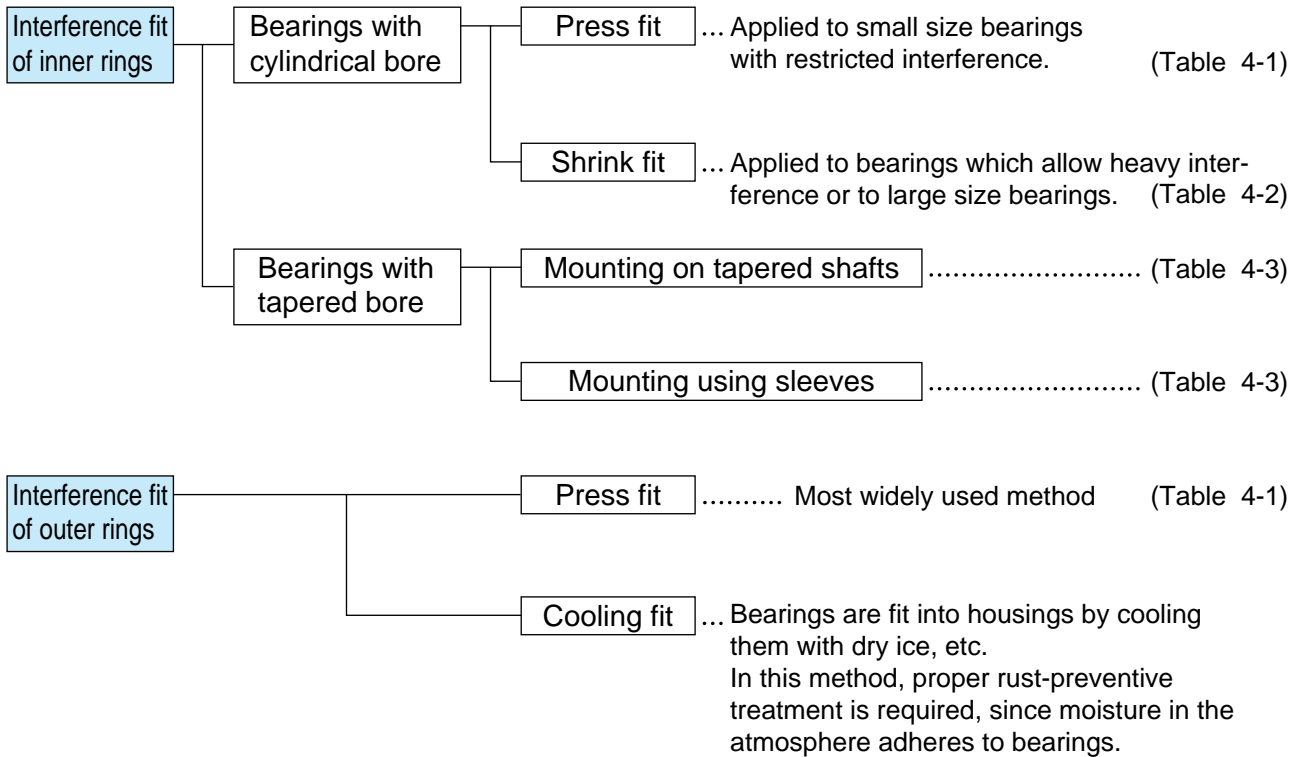 Interference fit
of inner rings
Bearings with
cylindrical bore
Press fit
... Applied to small size bearings
with restricted interference. (Table 4-1)
Shrink fit
... Applied to bearings which allow heavy inter-
ference or to large size bearings. (Table 4-2)
Bearings with
tapered bore
Mounting on tapered shafts .......................... (Table 4-3)
Mounting using sleeves .......................... (Table 4-3)
Interference fit
of outer rings
Press fit .......... Most widely used method (Table 4-1)
Cooling fit ... Bearings are fit into housings by cooling
them with dry ice, etc.
In this method, proper rust-preventive
treatment is required, since moisture in the
atmosphere adheres to bearings.